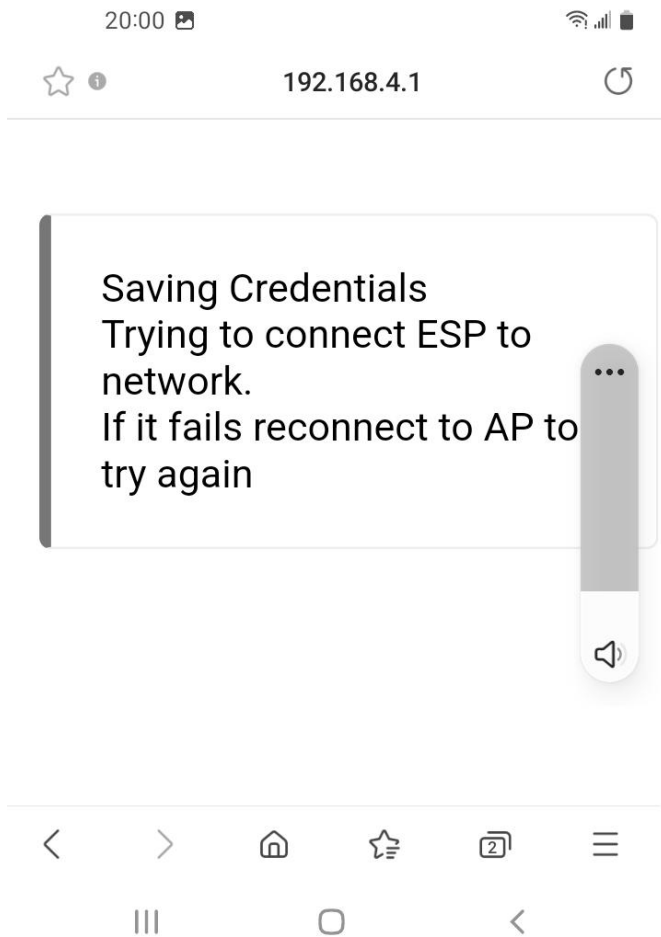 20:00
192.168.4.1
Saving Credentials
Trying to connect ESP to
network.
If it fails reconnect to AP to
try again
2